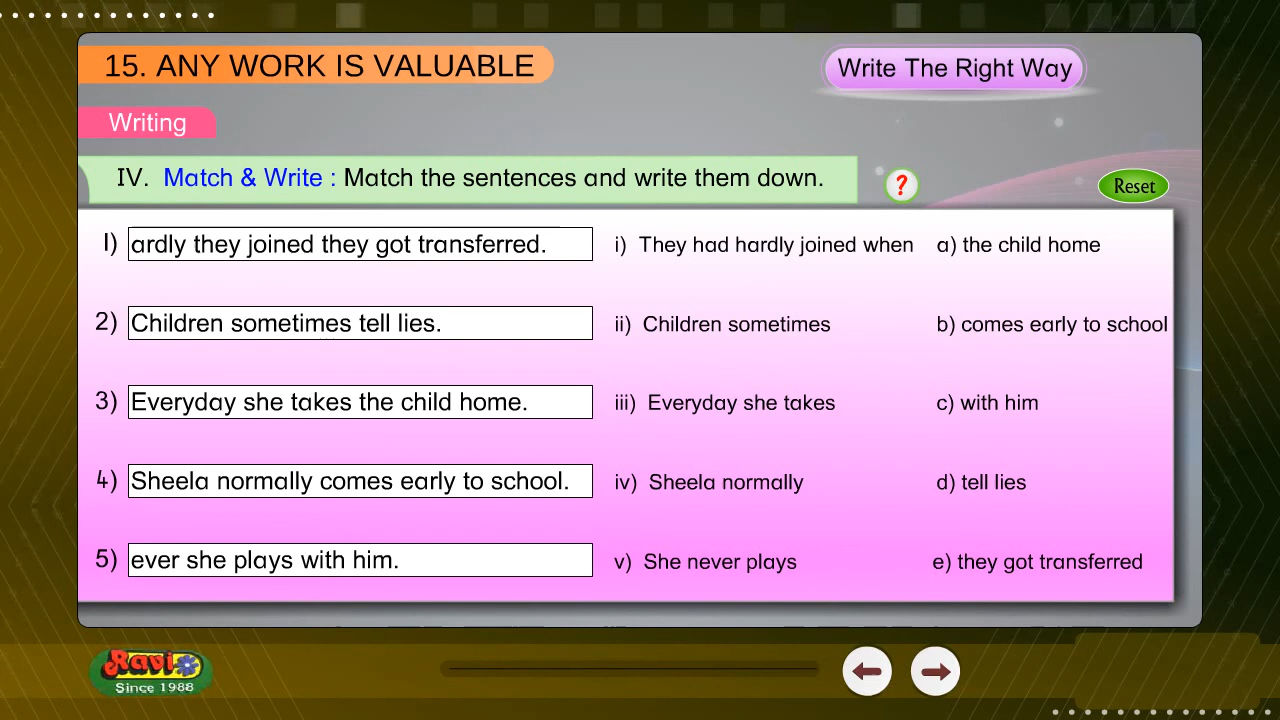 15. ANY WORK IS VALUABLE
Write The Right Way
Writing
IV. Match & Write : Match the sentences and write them down.
?
Reset
1) ardly they joined they got transferred. i) They had hardly joined when a) the child home
2) Children sometimes tell lies. ii) Children sometimes b) comes early to school
3) Everyday she takes the child home. iii) Everyday she takes c) with him
4) Sheela normally comes early to school. iv) Sheela normally d) tell lies
5) ever she plays with him. v) She never plays e) they got transferred
Ravi
Since 1988